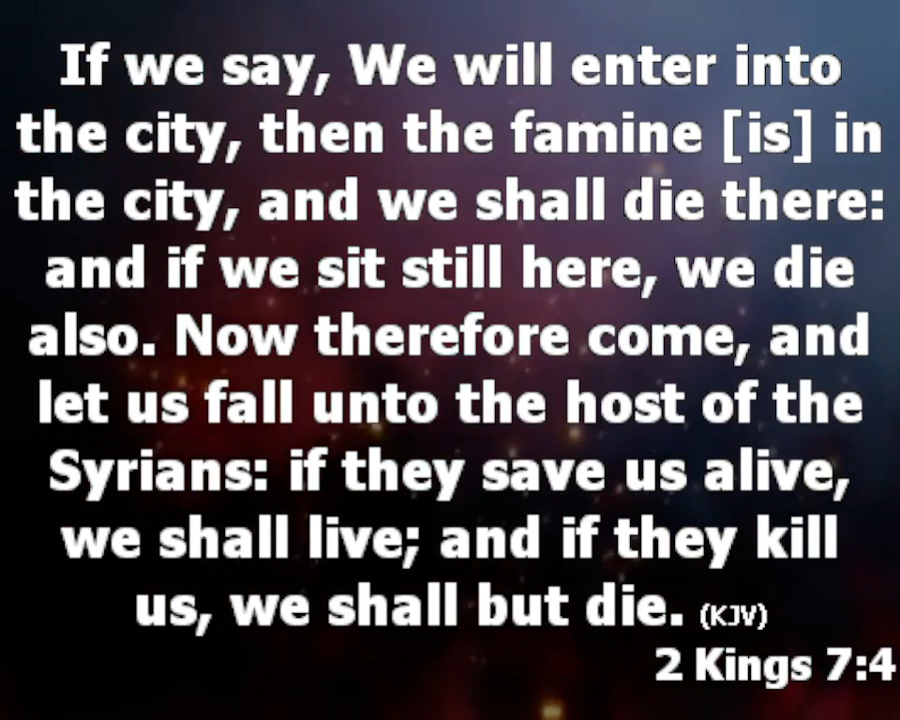 If we say, We will enter into
the city, then the famine [is] in
the city, and we shall die there:
and if we sit still here, we die
also. Now therefore come, and
let us fall unto the host of the
Syrians: if they save us alive,
we shall live; and if they kill
us, we shall but die. (KJV)
2 Kings 7:4